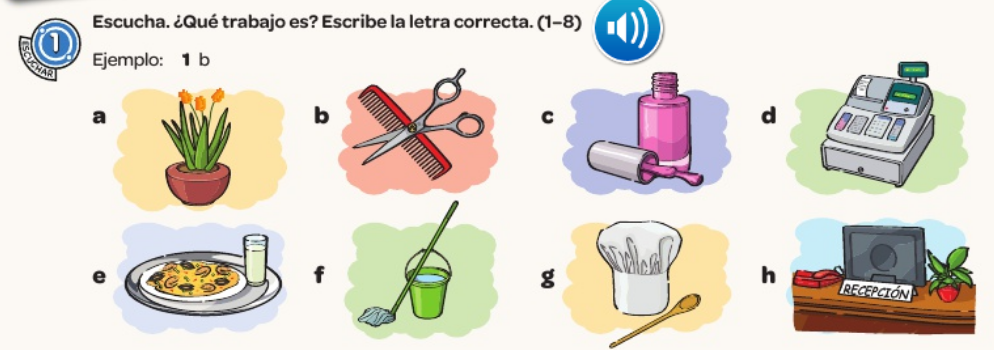 Escucha. ¿Qué trabajo es? Escribe la letra correcta. (1–8)
1
ESCUCHAR
Ejemplo: 1 b
a
b
c
d
e
f
g
h
RECEPCIÓN